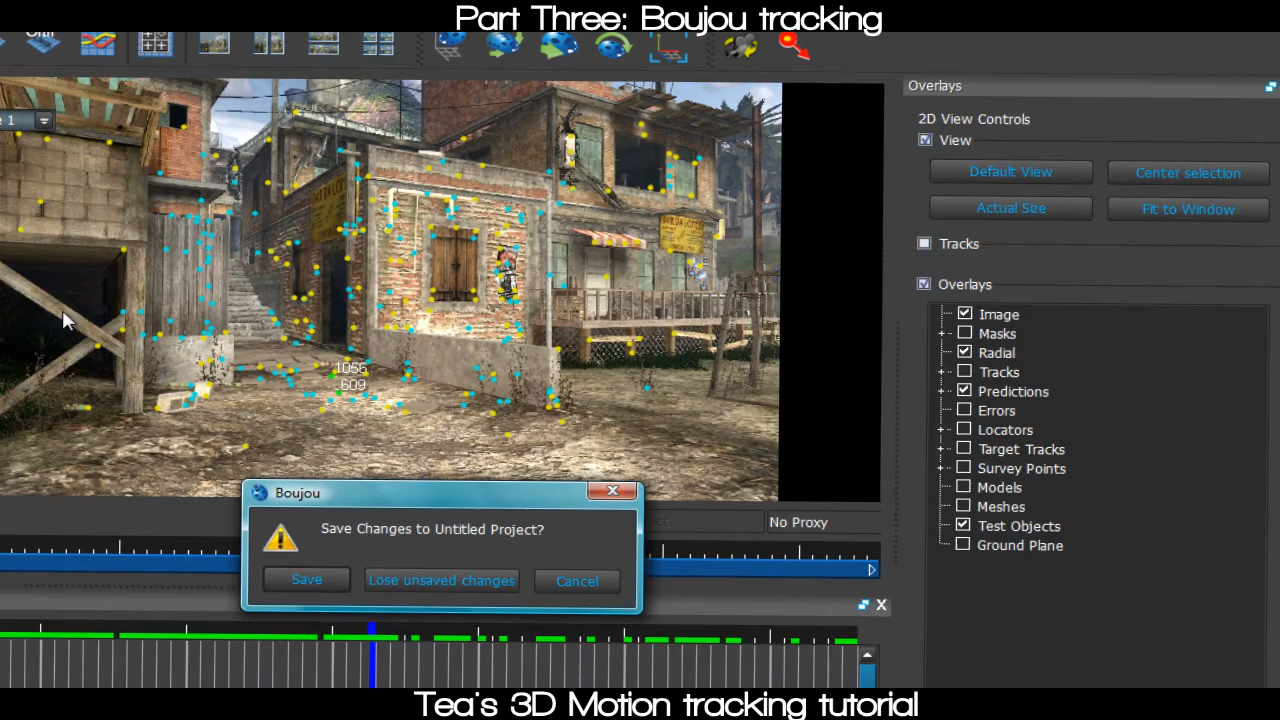 Part Three: Boujou tracking
Overlays
2D View Controls
View
Default View
Center selection
Actual Size
Fit to Window
Tracks
Overlays
Image
Masks
Radial
Tracks
Predictions
Errors
Locators
Target Tracks
Survey Points
Models
Meshes
Test Objects
Ground Plane
1056
609
Boujou
Save Changes to Untitled Project?
Save
Lose unsaved changes
Cancel
No Proxy
Tea's 3D Motion tracking tutorial